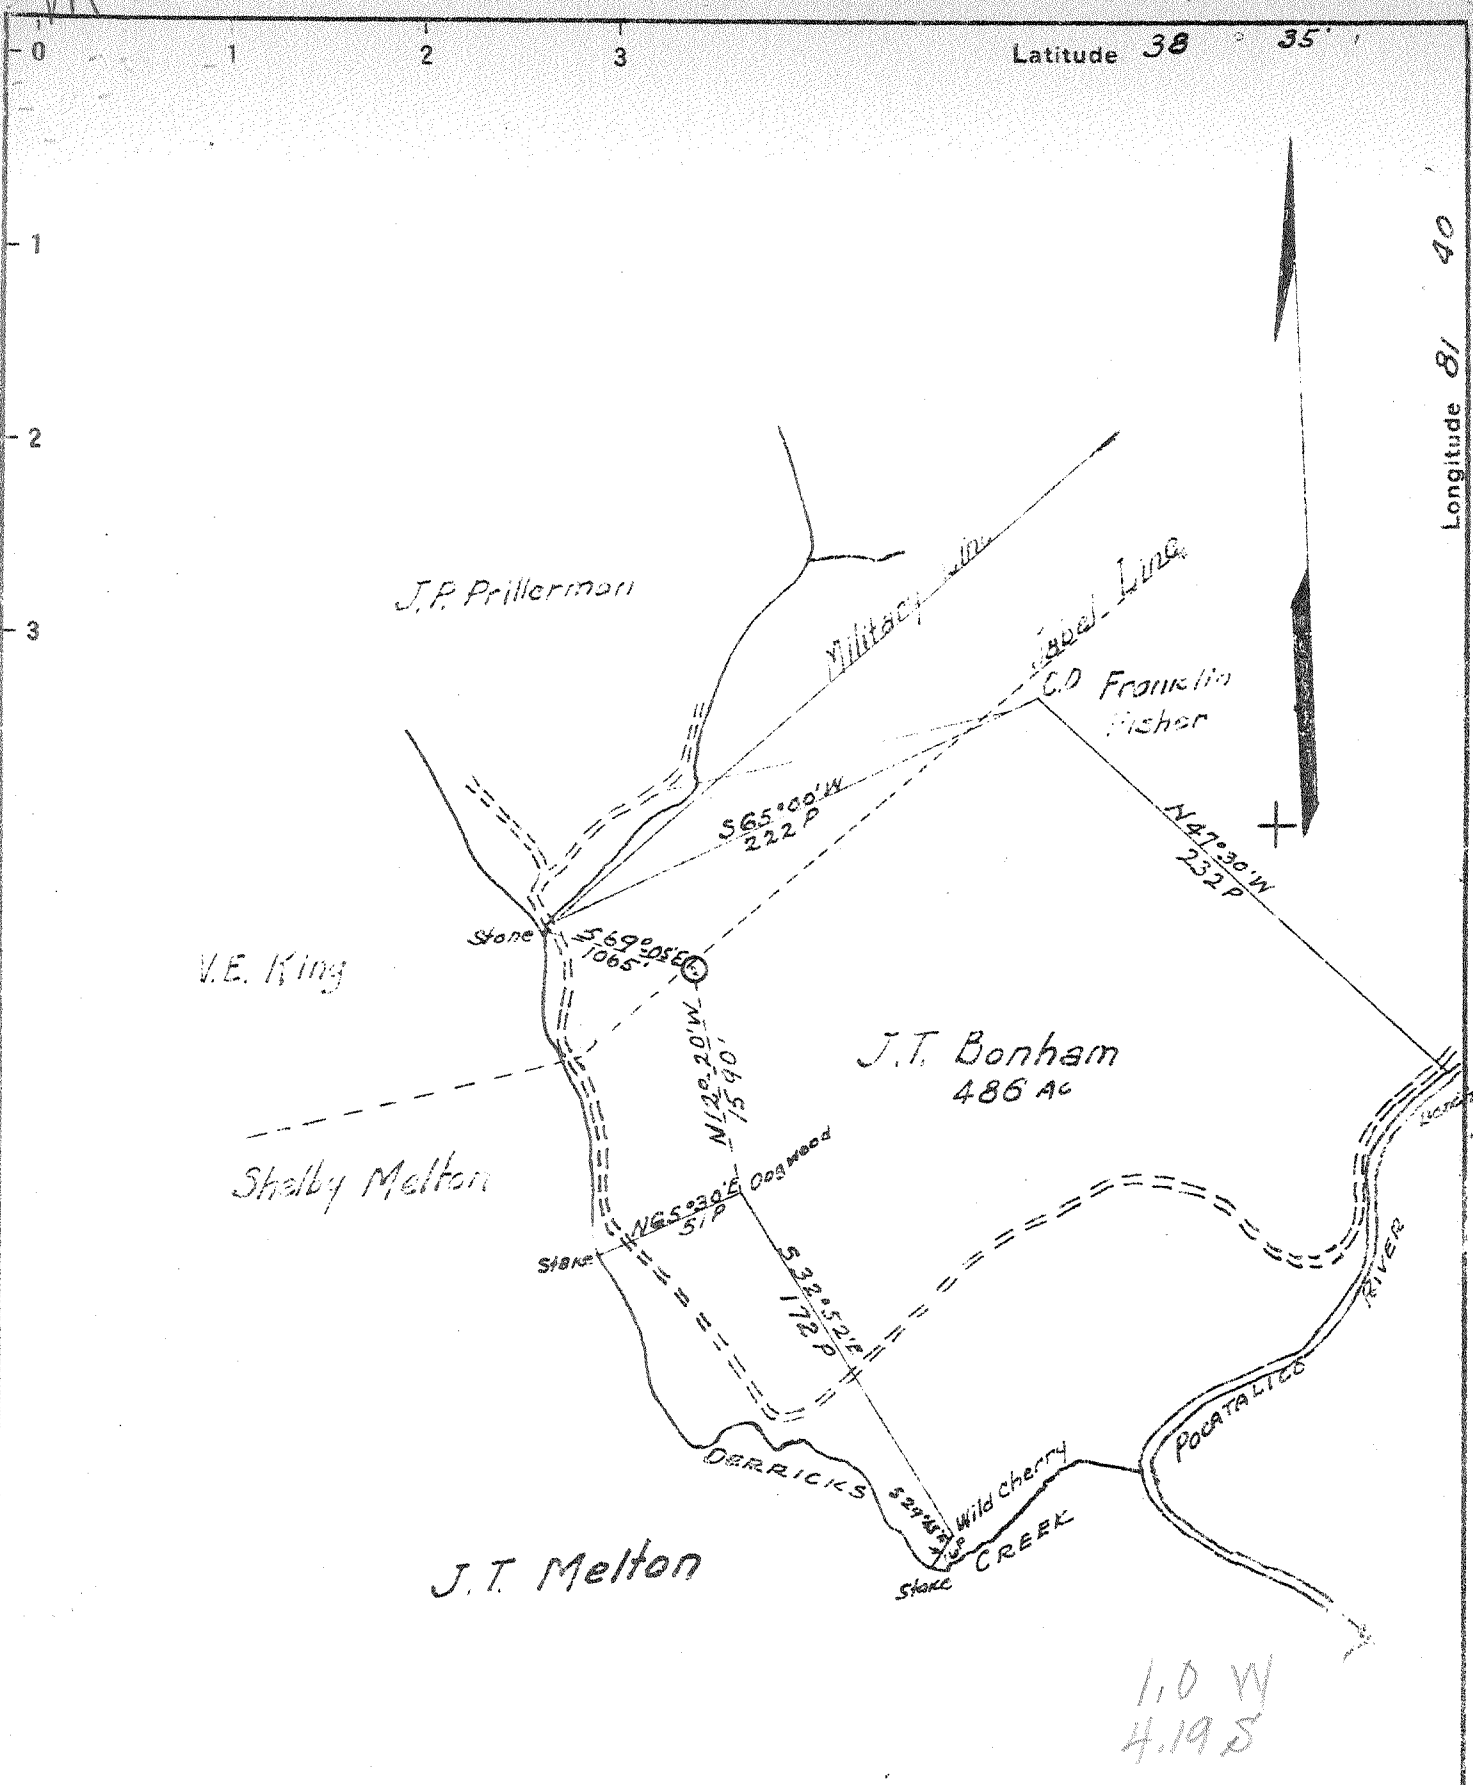 0 1 2 3
Latitude 38° 35'
1
2
3
Longitude 81 40
J.P. Prillerman
Military Line
Label Line
C.D Franklin
Fisher
S65°00'W
222 P
N47°30'W
232 P
Stone
S69°-05'E
1065'
V.E. King
N12°-20'W
1590'
J.T. Bonham
486 Ac
Shelby Melton
Dogwood
N65°30'E
51 P
Stake
S32°52'E
172 P
RIVER
POCATALICO
DERRICKS
CREEK
Wild Cherry
Stake
J.T. Melton
1.0 W
4.19 S